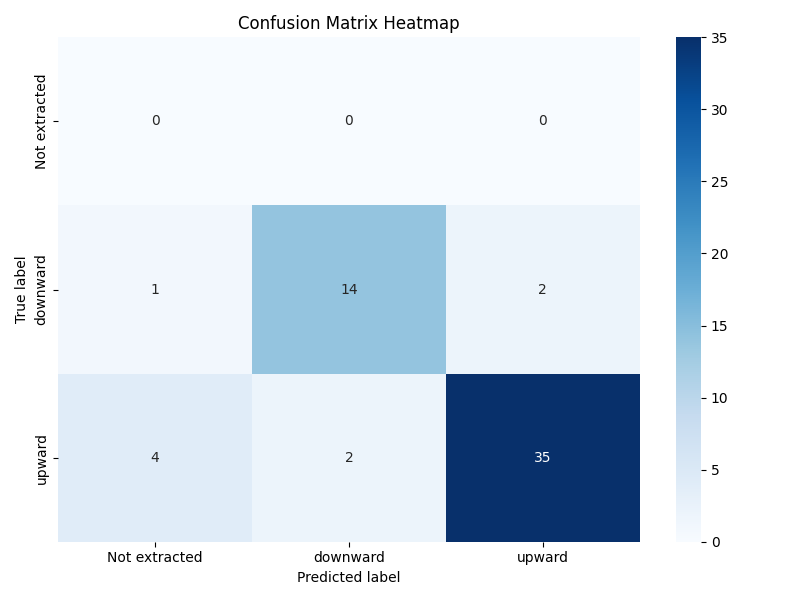 Confusion Matrix Heatmap
Not extracted
0 0 0
True label
downward
1 14 2
upward
4 2 35
Not extracted downward upward
Predicted label
35
30
25
20
15
10
5
0